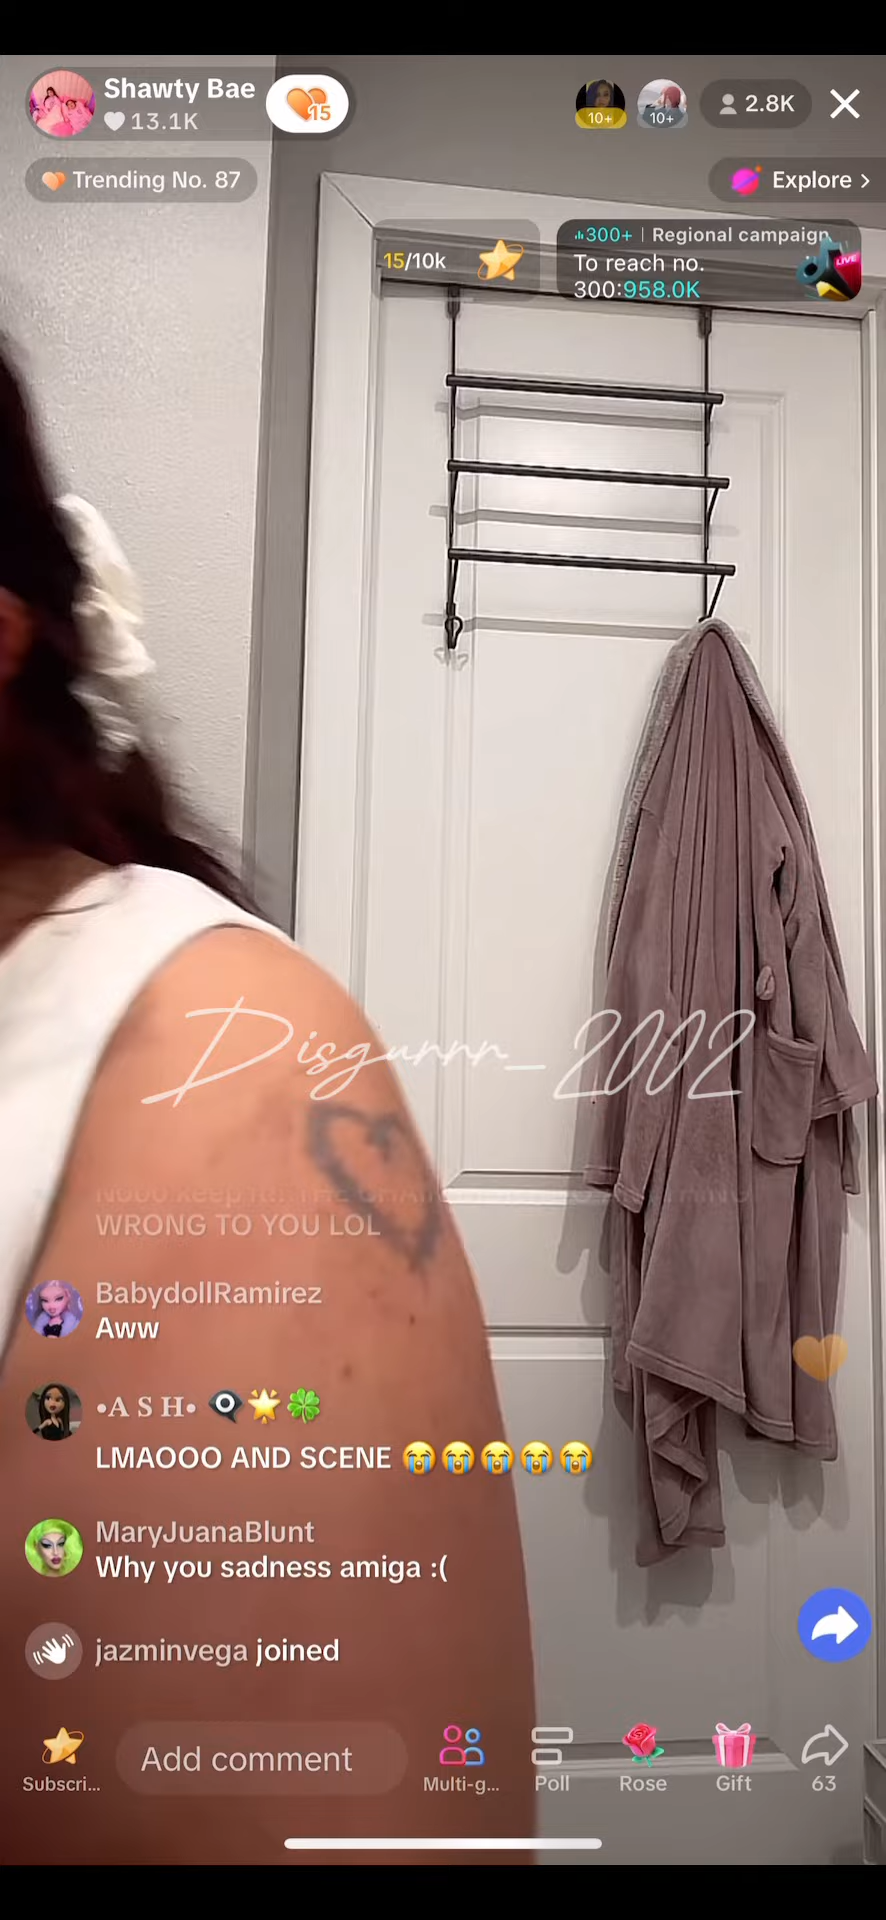 Shawty Bae
13.1K
15
10+
10+
2.8K
Trending No. 87
Explore >
15/10k
300+ | Regional campaign
To reach no.
300:958.0K
LIVE
Disgunnn_2002
WRONG TO YOU LOL
BabydollRamirez
Aww
•A S H• 👁️‍🗨️🌟🍀
LMAOOO AND SCENE 😭😭😭😭😭
MaryJuanaBlunt
Why you sadness amiga :(
jazminvega joined
Subscri...
Add comment
Multi-g...
Poll
Rose
Gift
63